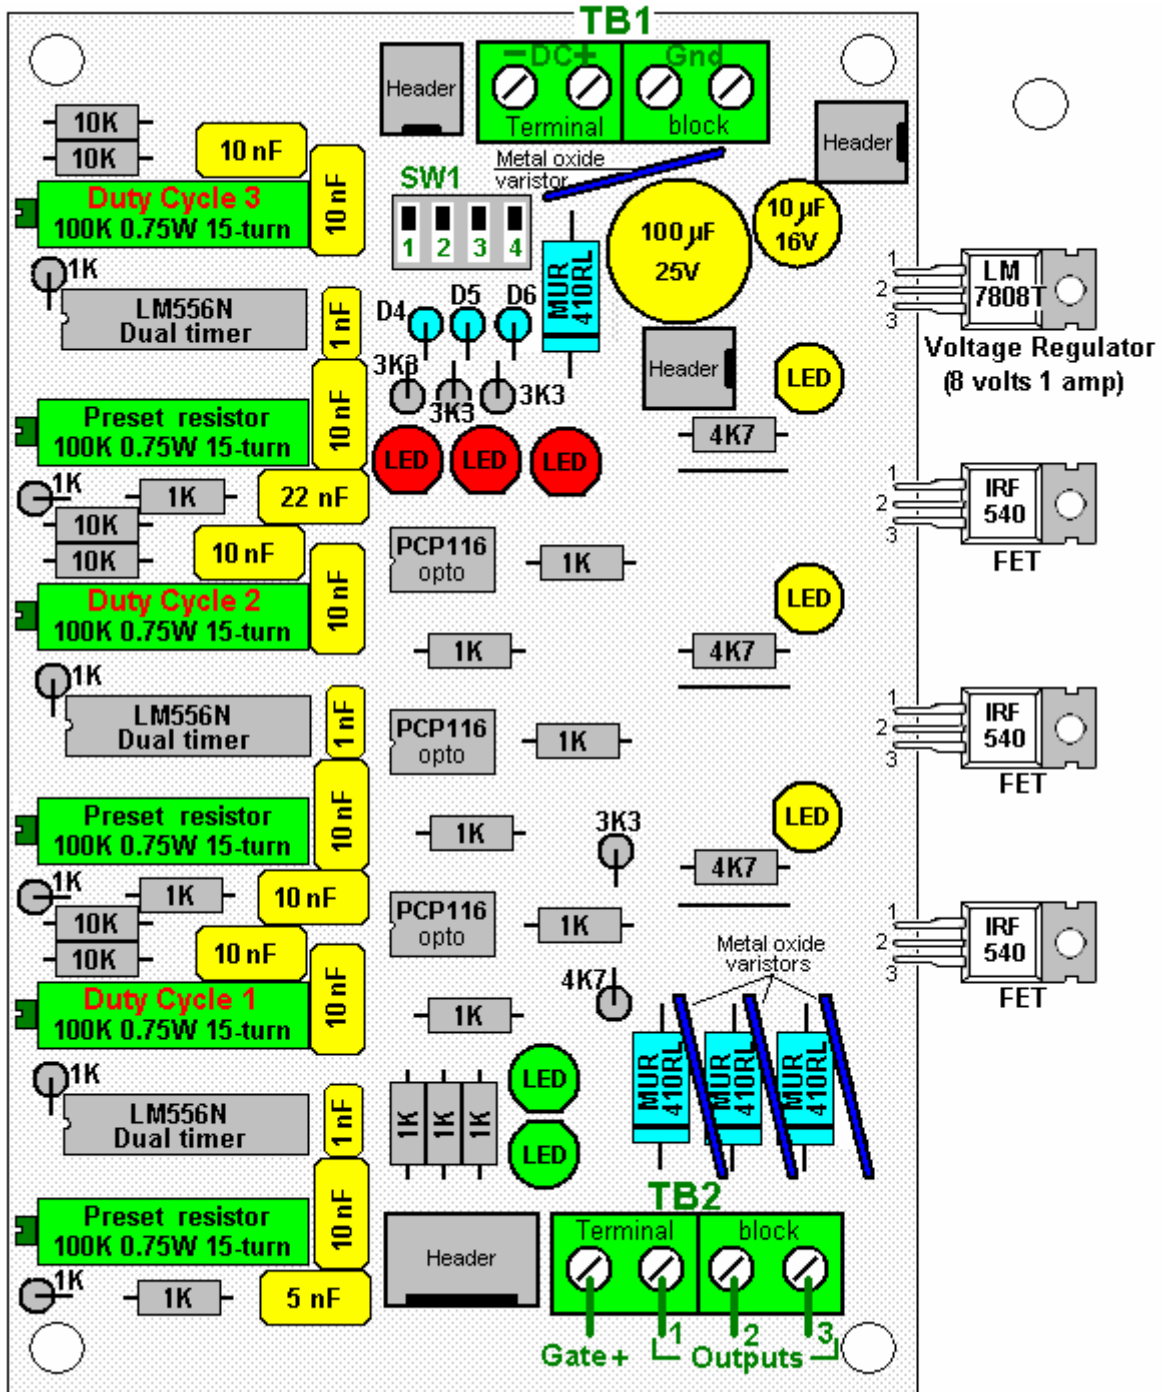 TB1
– DC +
Gnd
Terminal
block
Header
Header
10K
10K
10 nF
10 nF
Metal oxide
varistor
SW1
1 2 3 4
Duty Cycle 3
100K 0.75W 15-turn
100 µF
25V
10 µF
16V
1K
LM556N
Dual timer
1 nF
D4
D5
D6
MUR
410RL
1
2
3
LM
7808T
Voltage Regulator
(8 volts 1 amp)
Header
LED
3K3
3K3
3K3
Preset resistor
100K 0.75W 15-turn
10 nF
LED
LED
LED
4K7
1K
1K
22 nF
1
2
3
IRF
540
FET
10K
10K
10 nF
10 nF
PCP116
opto
1K
LED
Duty Cycle 2
100K 0.75W 15-turn
1K
4K7
1K
LM556N
Dual timer
1 nF
PCP116
opto
1K
1
2
3
IRF
540
FET
Preset resistor
100K 0.75W 15-turn
10 nF
1K
3K3
LED
4K7
1K
1K
10 nF
10K
10K
10 nF
10 nF
PCP116
opto
1K
1
2
3
IRF
540
FET
Metal oxide
varistors
Duty Cycle 1
100K 0.75W 15-turn
1K
4K7
1K
LM556N
Dual timer
1 nF
1K
1K
1K
LED
LED
MUR
410RL
MUR
410RL
MUR
410RL
Preset resistor
100K 0.75W 15-turn
10 nF
TB2
Header
Terminal
block
1K
1K
5 nF
1
2
3
Gate +
Outputs